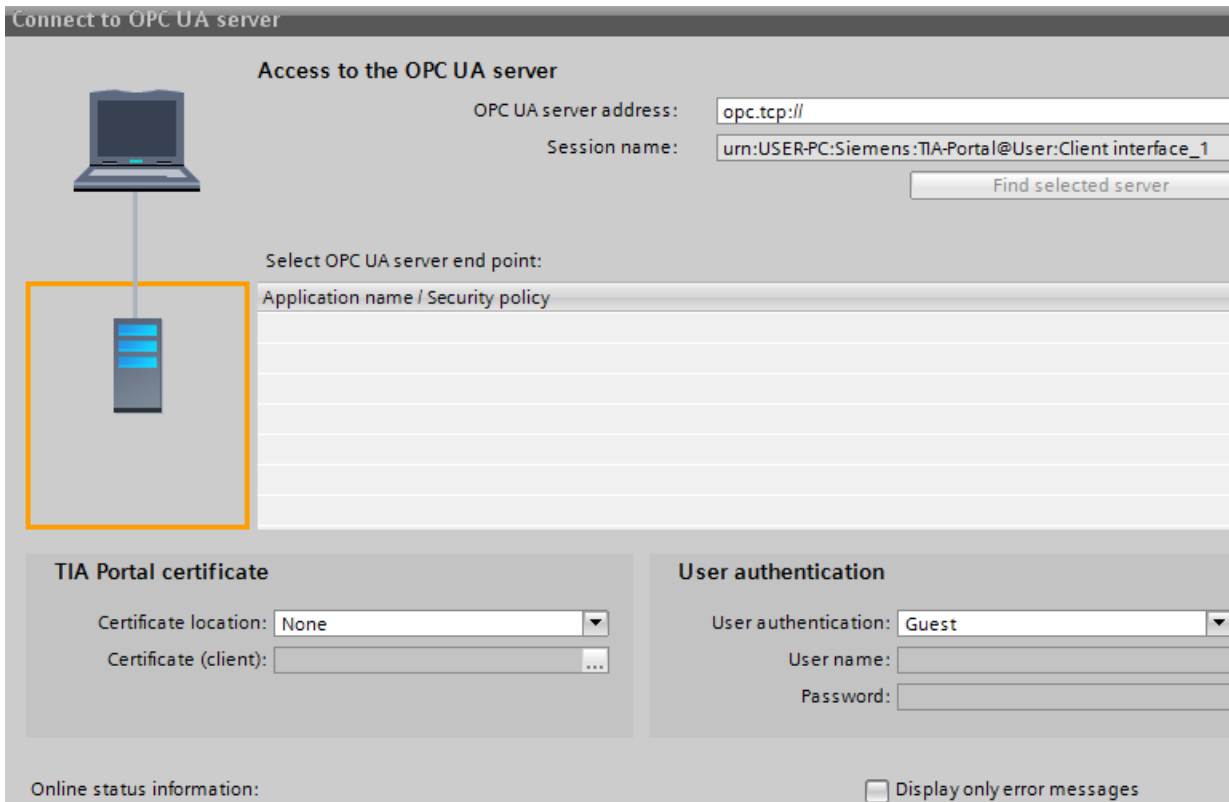 Connect to OPC UA server
Access to the OPC UA server
OPC UA server address: opc.tcp://
Session name: urn:USER-PC:Siemens:TIA-Portal@User:Client interface_1
Find selected server
Select OPC UA server end point:
Application name / Security policy
TIA Portal certificate
Certificate location: None
Certificate (client): ...
User authentication
User authentication: Guest
User name:
Password:
Online status information:
Display only error messages